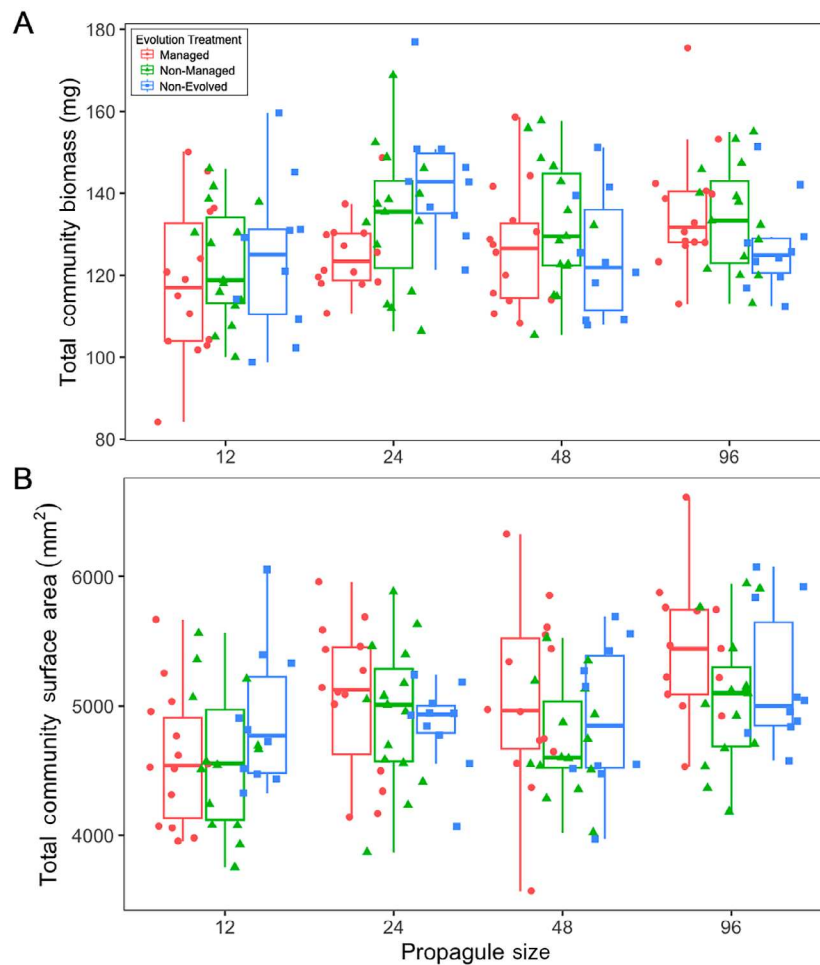 A
Total community biomass (mg)
180
160
140
120
100
80
Evolution Treatment
Managed
Non-Managed
Non-Evolved
12 24 48 96
B
Total community surface area (mm²)
6000
5000
4000
12 24 48 96
Propagule size